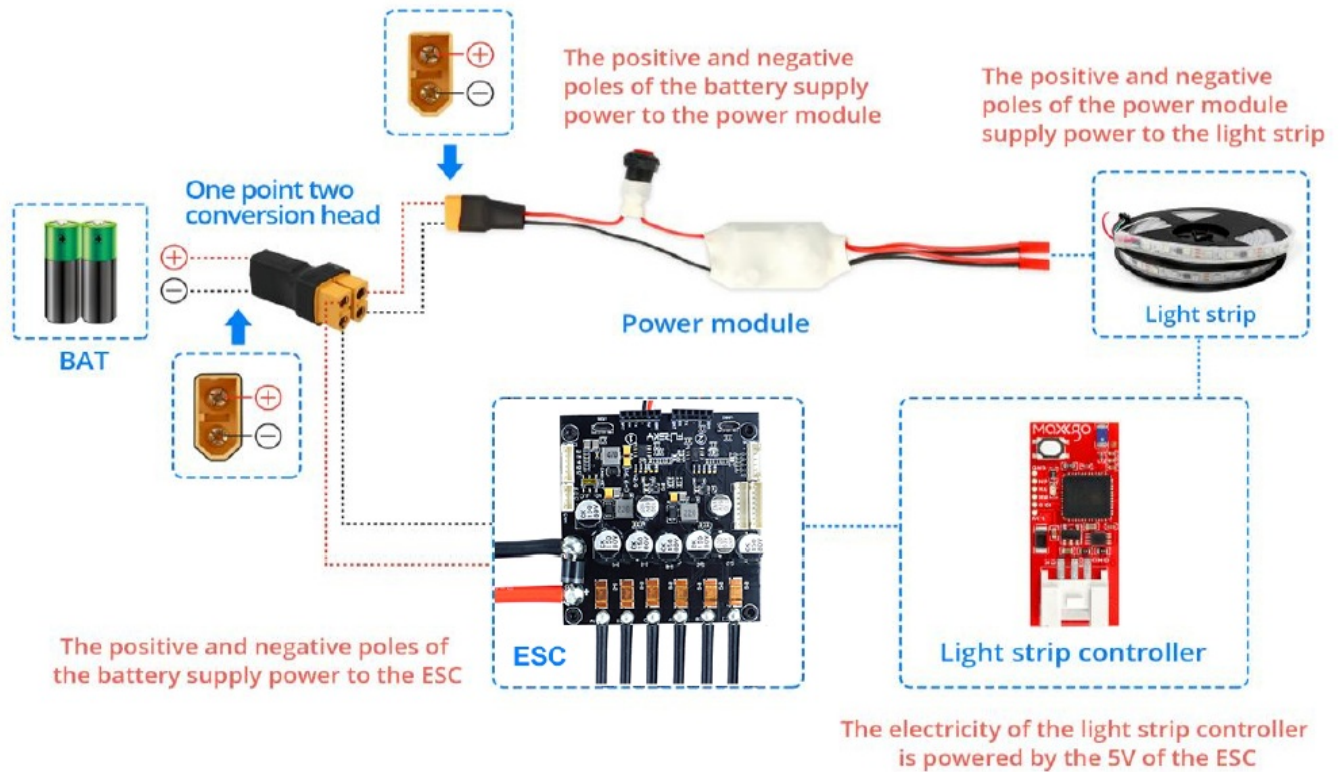 The positive and negative
poles of the battery supply
power to the power module
The positive and negative
poles of the power module
supply power to the light strip
One point two
conversion head
BAT
Power module
Light strip
ESC
MaxKgo
Light strip controller
The positive and negative poles of
the battery supply power to the ESC
The electricity of the light strip controller
is powered by the 5V of the ESC